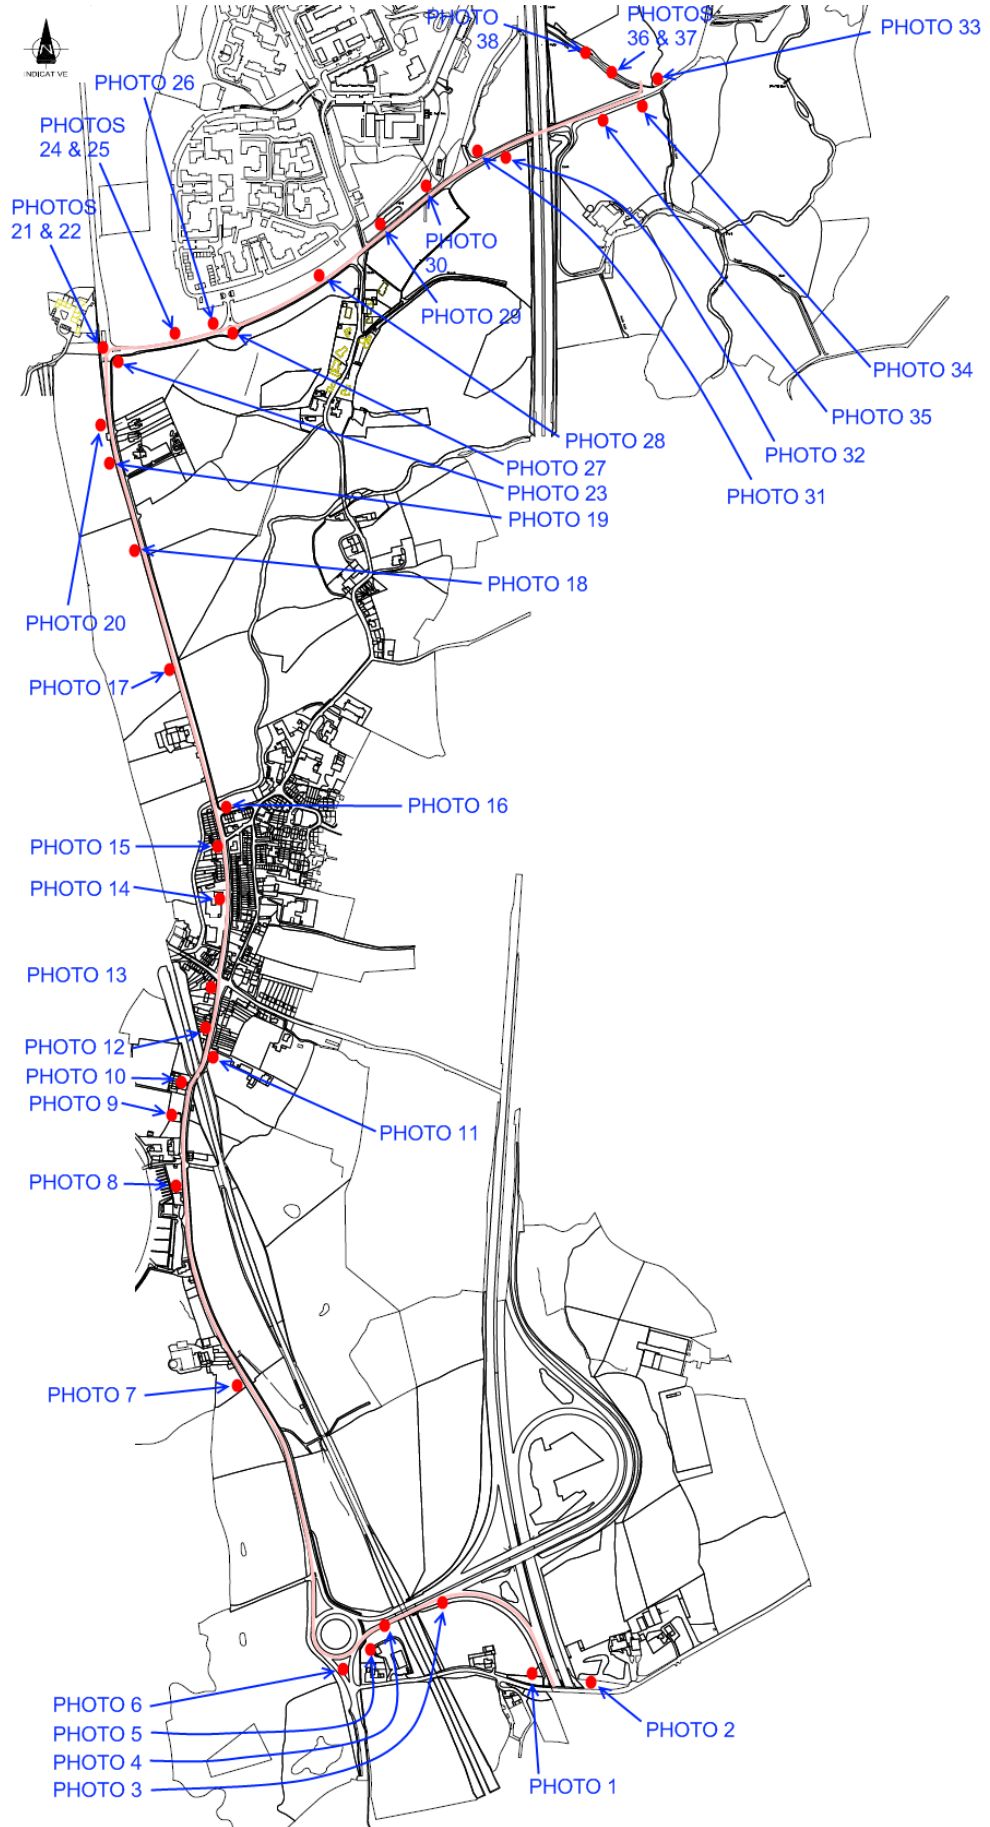 PHOTO
38
PHOTOS
36 & 37
PHOTO 33
N
INDICATIVE
PHOTO 26
PHOTOS
24 & 25
PHOTOS
21 & 22
PHOTO
30
PHOTO 29
PHOTO 34
PHOTO 35
PHOTO 28
PHOTO 32
PHOTO 27
PHOTO 31
PHOTO 23
PHOTO 19
PHOTO 18
PHOTO 20
PHOTO 17
PHOTO 16
PHOTO 15
PHOTO 14
PHOTO 13
PHOTO 12
PHOTO 10
PHOTO 9
PHOTO 11
PHOTO 8
PHOTO 7
PHOTO 6
PHOTO 5
PHOTO 4
PHOTO 3
PHOTO 2
PHOTO 1